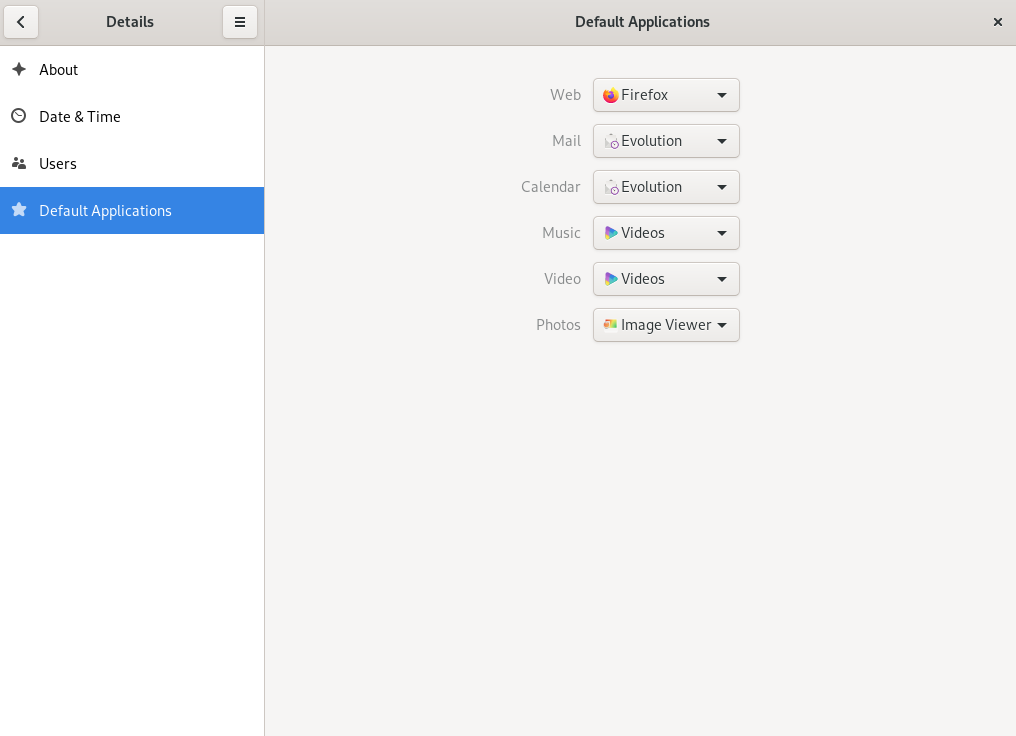 Details
Default Applications
About
Date & Time
Users
Default Applications
Web Firefox
Mail Evolution
Calendar Evolution
Music Videos
Video Videos
Photos Image Viewer